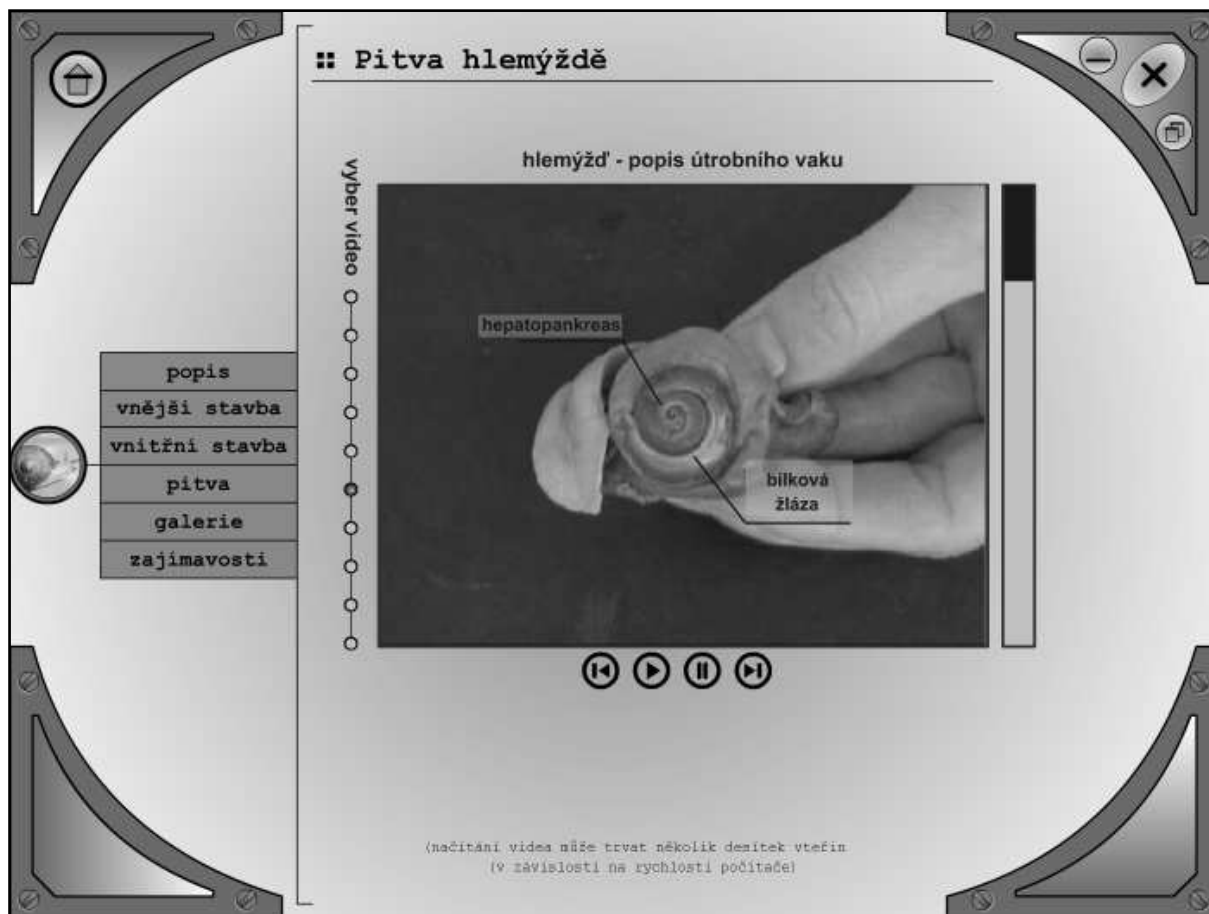 Pitva hlemýždě
hlemýžď - popis útrobního vaku
vyber video
hepatopankreas
bílková
žláza
popis
vnější stavba
vnitřní stavba
pitva
galerie
zajímavosti
(načítání videa může trvat několik desítek vteřin
(v závislosti na rychlosti počítače)